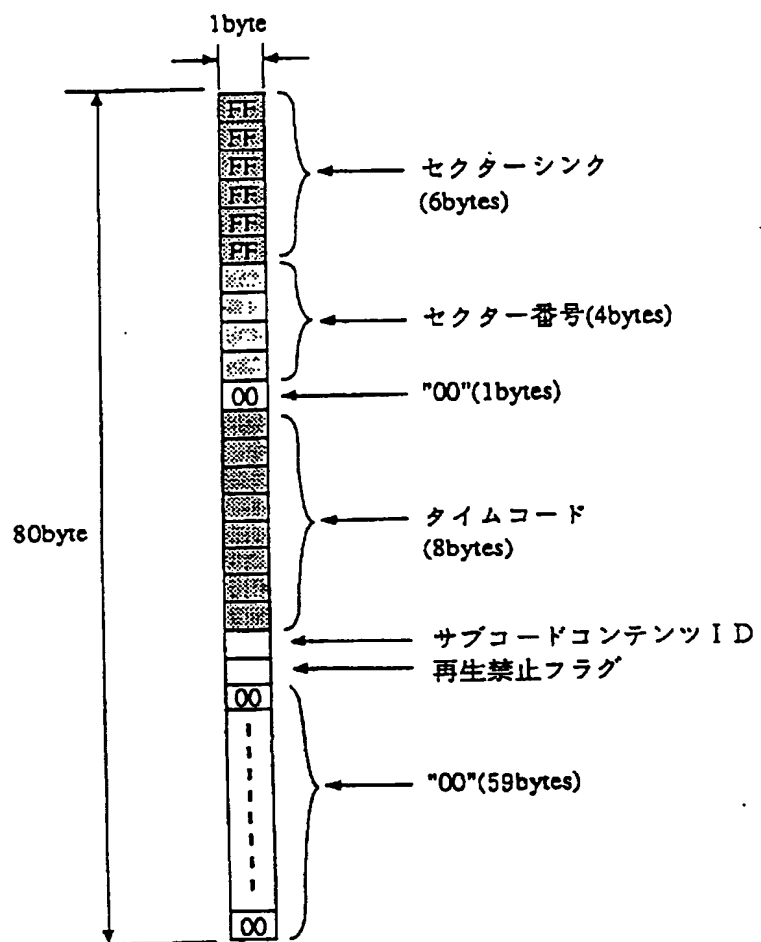 1byte
FF
FF
FF
FF
FF
FF
セクターシンク
(6bytes)
セクター番号(4bytes)
00
"00"(1bytes)
80byte
タイムコード
(8bytes)
サブコードコンテンツID
再生禁止フラグ
00
"00"(59bytes)
00